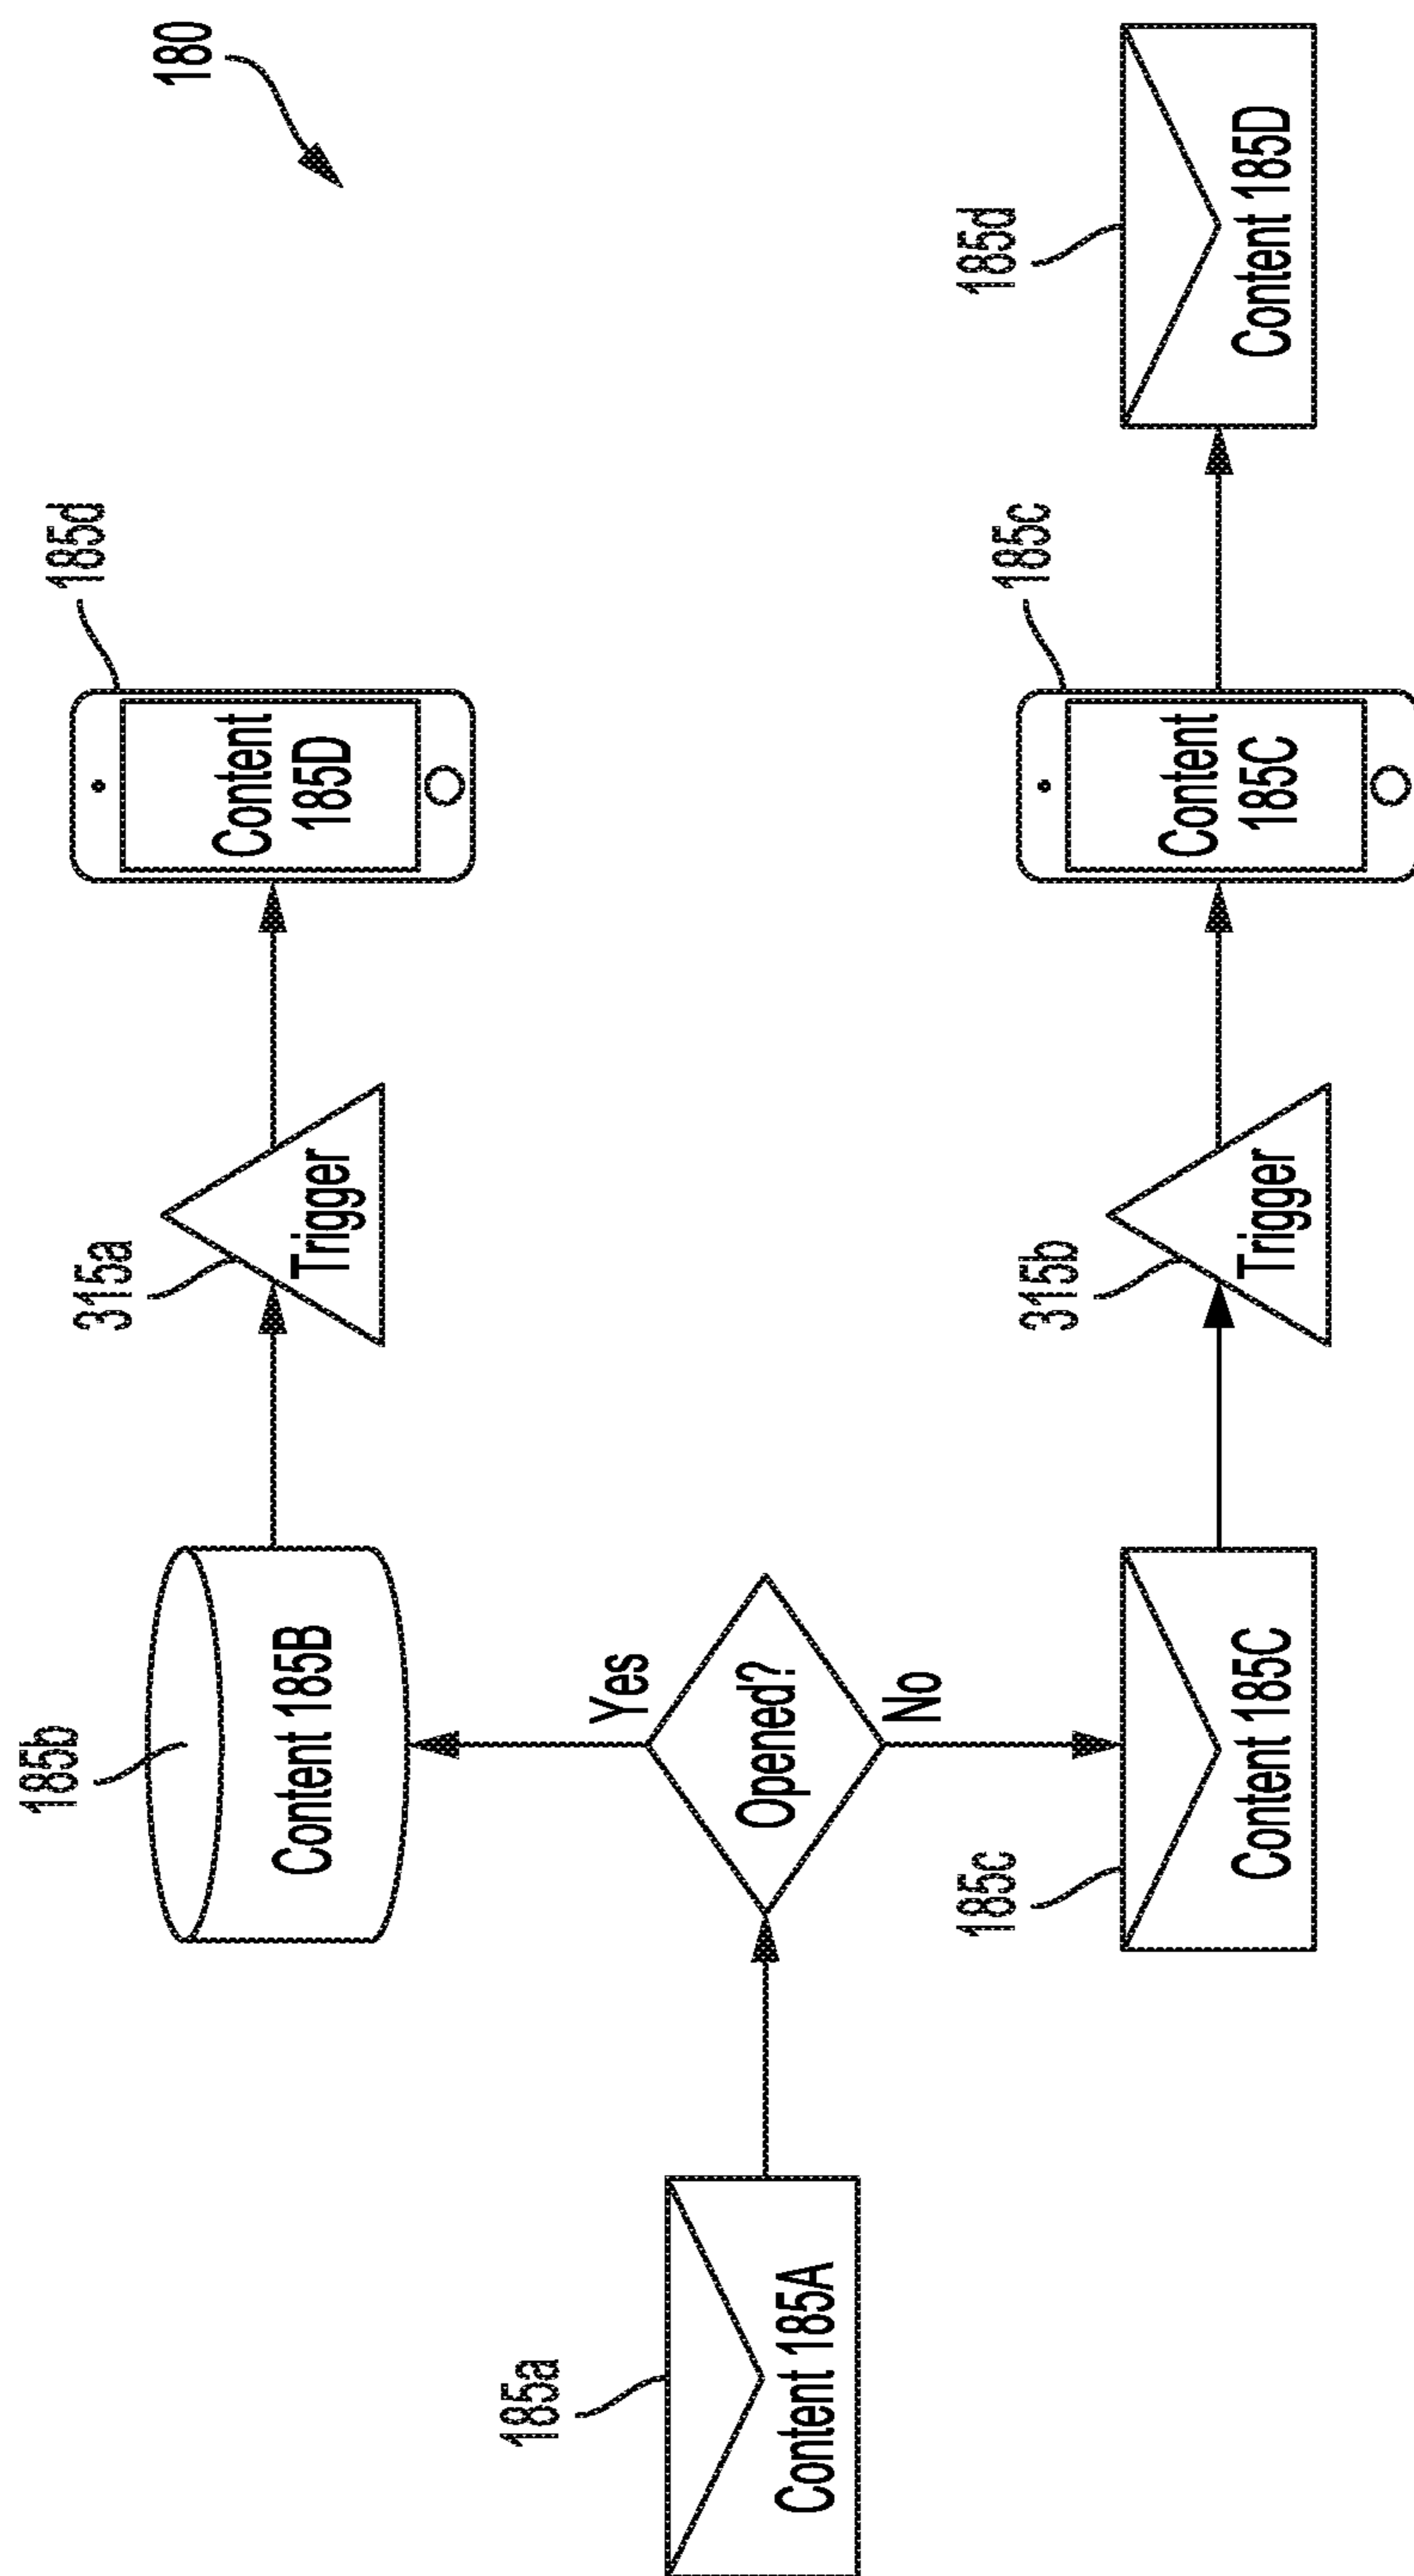 180
185b
Content 185B
315a
Trigger
185d
Content
185D
Yes
185a
Content 185A
Opened?
No
185c
Content 185C
315b
Trigger
185c
Content
185C
185d
Content 185D